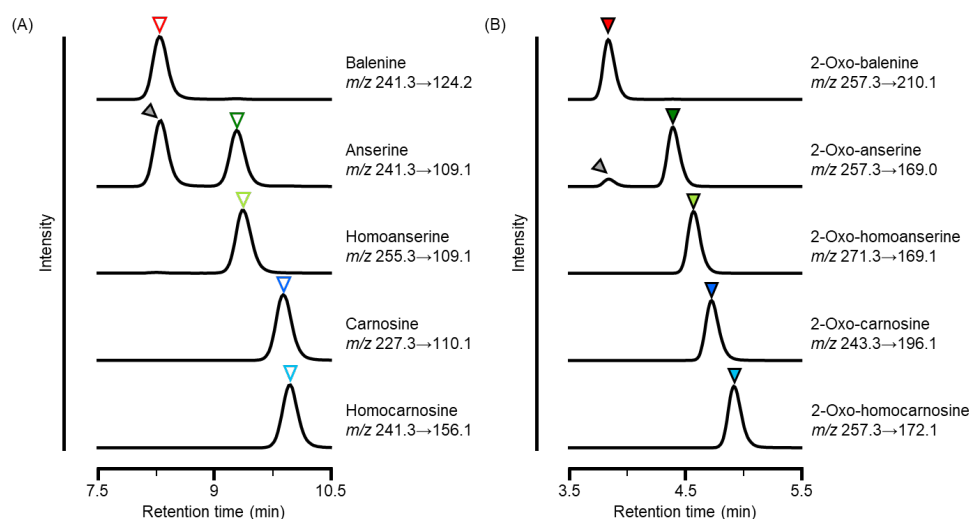 (A)
Intensity
Balenine
m/z 241.3→124.2
Anserine
m/z 241.3→109.1
Homoanserine
m/z 255.3→109.1
Carnosine
m/z 227.3→110.1
Homocarnosine
m/z 241.3→156.1
7.5 9 10.5
Retention time (min)
(B)
Intensity
2-Oxo-balenine
m/z 257.3→210.1
2-Oxo-anserine
m/z 257.3→169.0
2-Oxo-homoanserine
m/z 271.3→169.1
2-Oxo-carnosine
m/z 243.3→196.1
2-Oxo-homocarnosine
m/z 257.3→172.1
3.5 4.5 5.5
Retention time (min)